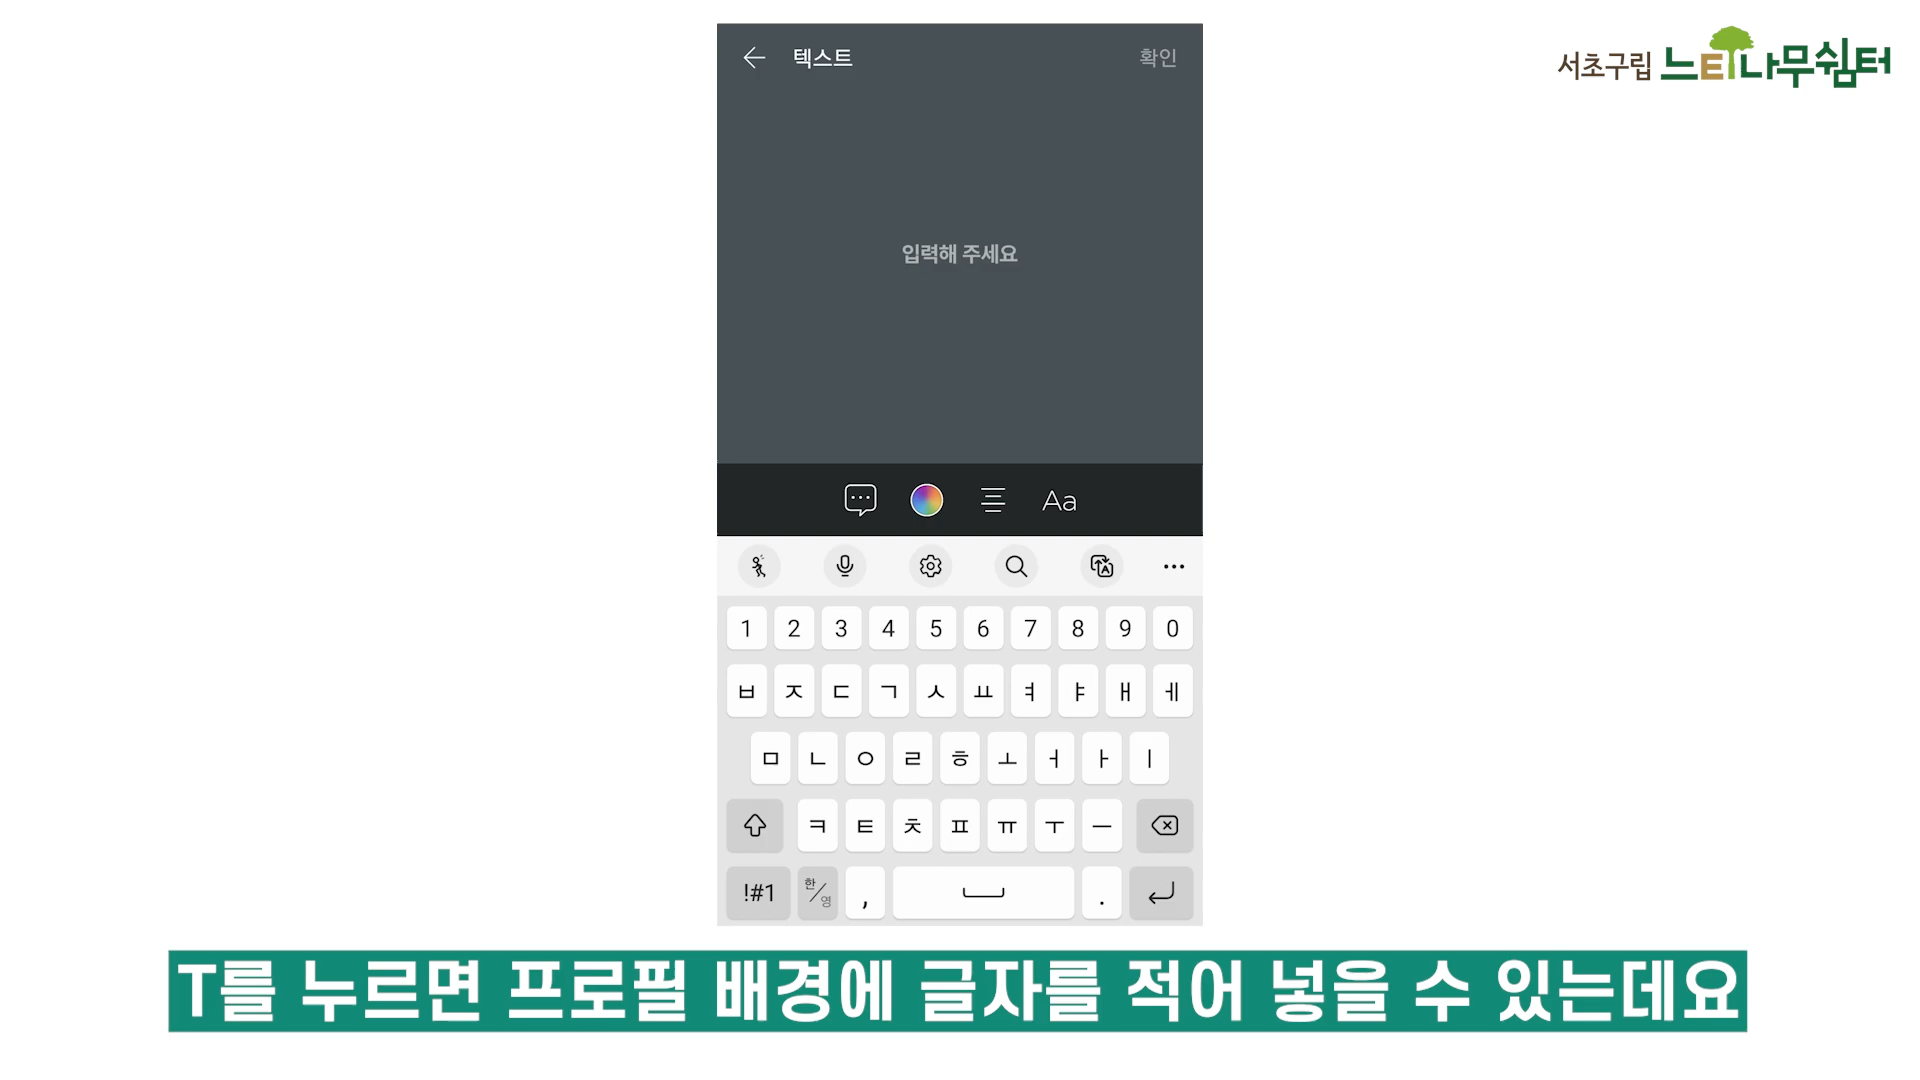 텍스트
확인
서초구립 느티나무쉼터
입력해 주세요
Aa
1 2 3 4 5 6 7 8 9 0
ㅂ ㅈ ㄷ ㄱ ㅅ ㅛ ㅕ ㅑ ㅐ ㅔ
ㅁ ㄴ ㅇ ㄹ ㅎ ㅗ ㅓ ㅏ ㅣ
ㅋ ㅌ ㅊ ㅍ ㅠ ㅜ ㅡ
!#1 한/영 , .
T를 누르면 프로필 배경에 글자를 적어 넣을 수 있는데요